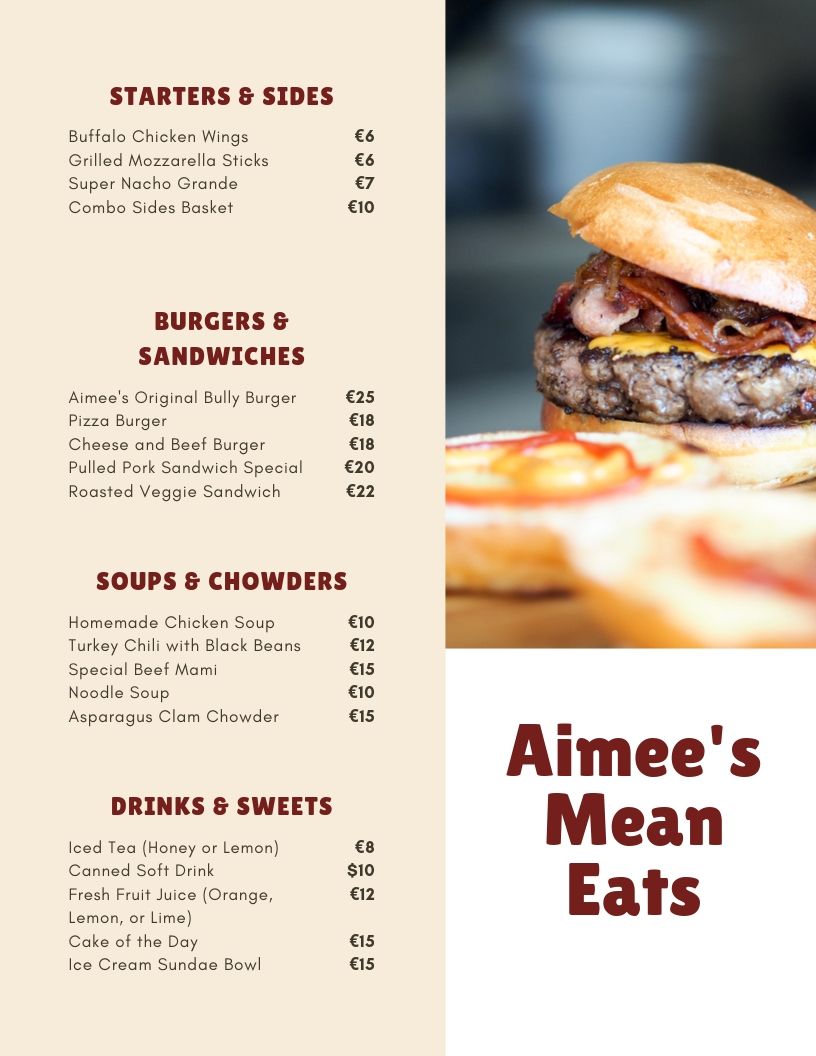 STARTERS & SIDES
Buffalo Chicken Wings €6
Grilled Mozzarella Sticks €6
Super Nacho Grande €7
Combo Sides Basket €10
BURGERS &
SANDWICHES
Aimee's Original Bully Burger €25
Pizza Burger €18
Cheese and Beef Burger €18
Pulled Pork Sandwich Special €20
Roasted Veggie Sandwich €22
SOUPS & CHOWDERS
Homemade Chicken Soup €10
Turkey Chili with Black Beans €12
Special Beef Mami €15
Noodle Soup €10
Asparagus Clam Chowder €15
DRINKS & SWEETS
Iced Tea (Honey or Lemon) €8
Canned Soft Drink $10
Fresh Fruit Juice (Orange, €12
Lemon, or Lime)
Cake of the Day €15
Ice Cream Sundae Bowl €15
Aimee's
Mean
Eats